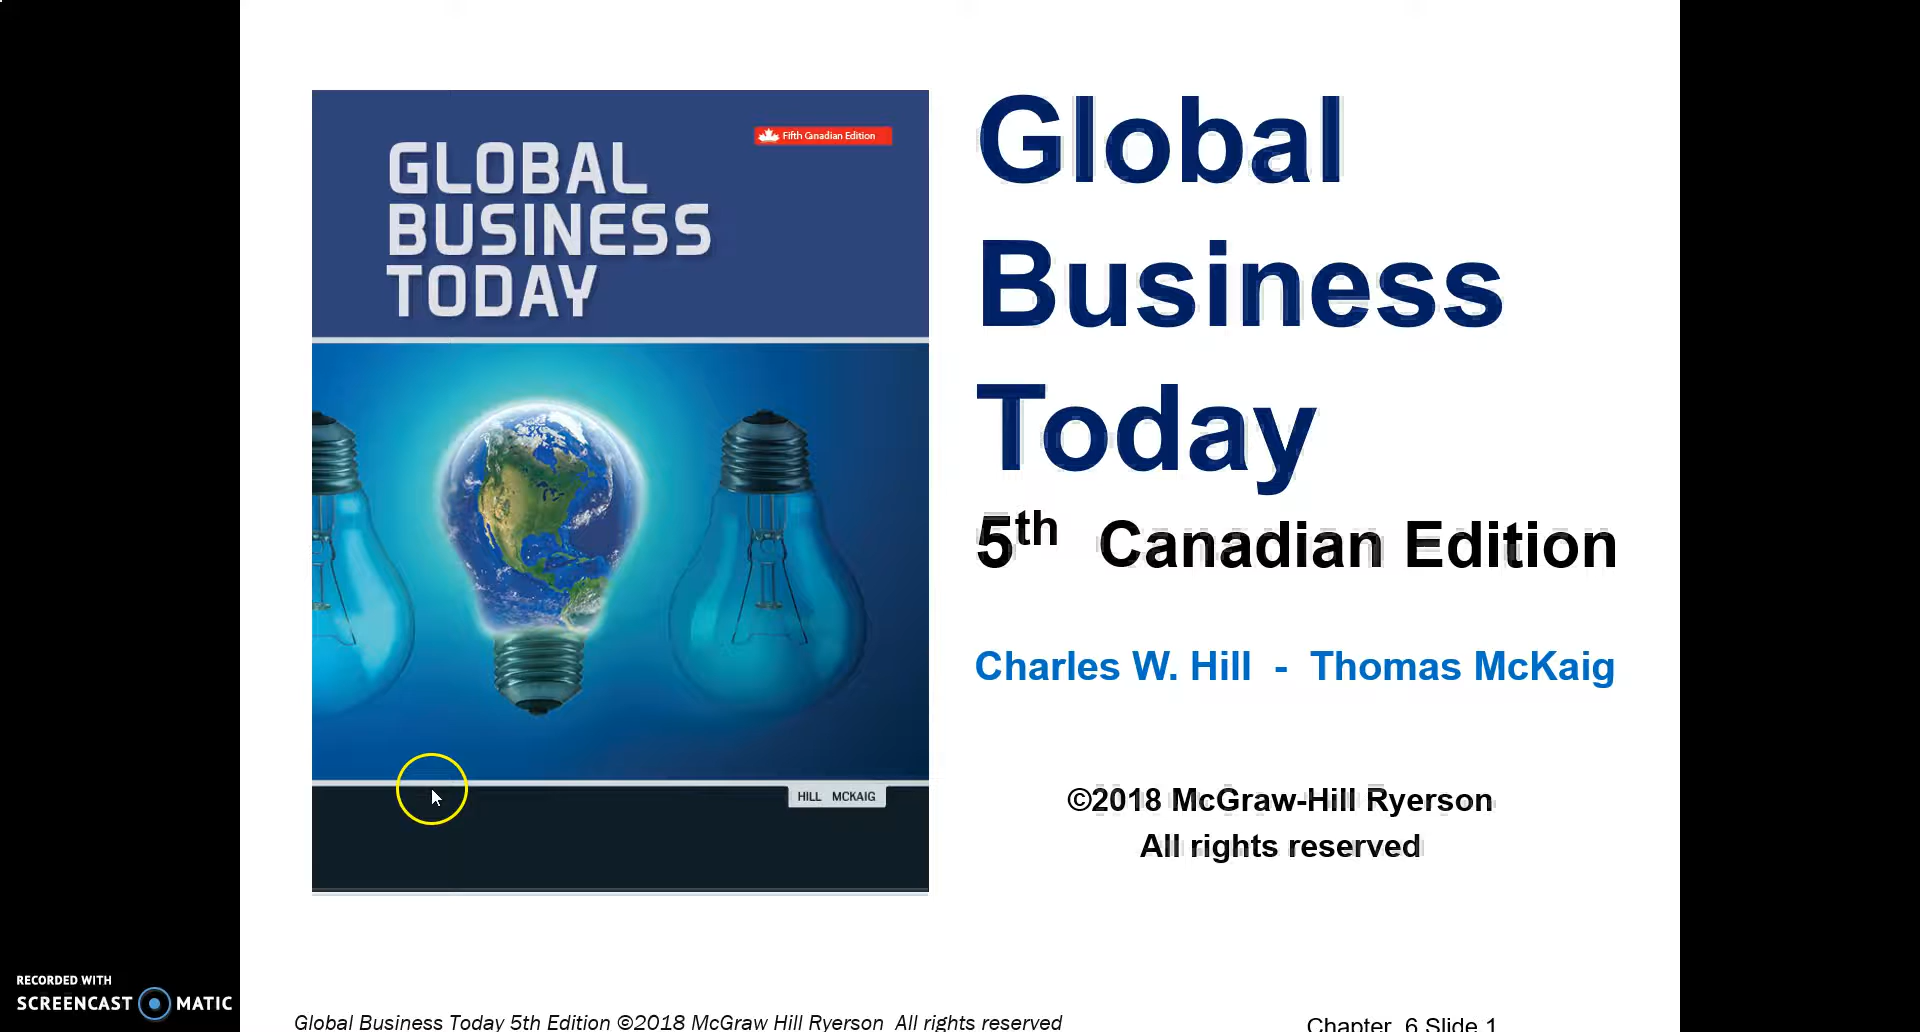 Fifth Canadian Edition
GLOBAL
BUSINESS
TODAY
HILL MCKAIG
Global
Business
Today
5th Canadian Edition
Charles W. Hill - Thomas McKaig
©2018 McGraw-Hill Ryerson
All rights reserved
RECORDED WITH
SCREENCAST MATIC
Global Business Today 5th Edition ©2018 McGraw Hill Ryerson All rights reserved
Chapter 6 Slide 1